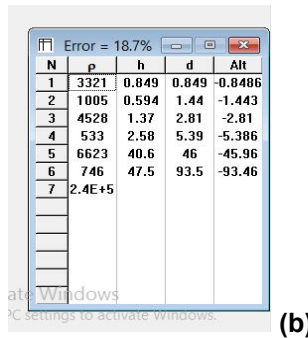 Error = 18.7%
N ρ h d Alt
1 3321 0.849 0.849 -0.8486
2 1005 0.594 1.44 -1.443
3 4528 1.37 2.81 -2.81
4 533 2.58 5.39 -5.386
5 6623 40.6 46 -45.96
6 746 47.5 93.5 -93.46
7 2.4E+5
ate Windows
PC settings to activate Windows.
(b)